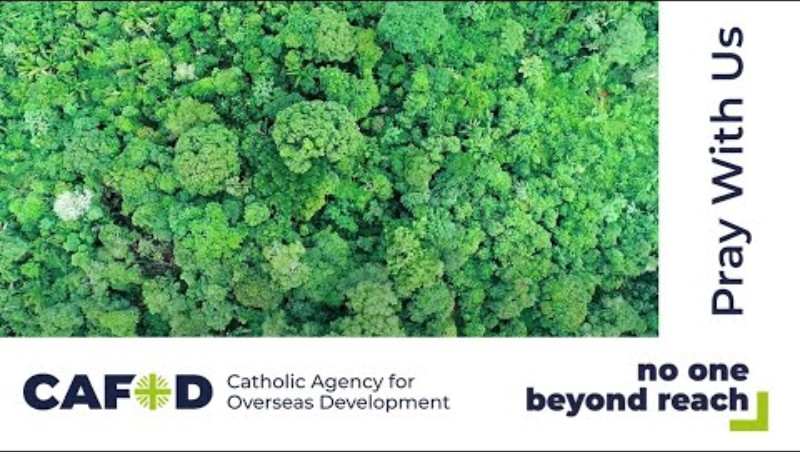 Pray With Us
CAFOD
Catholic Agency for
Overseas Development
no one
beyond reach